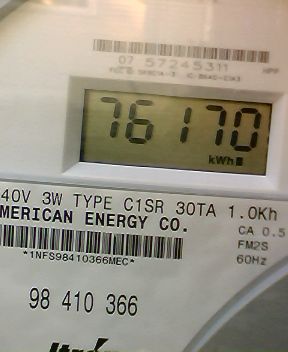 07 57245311
76170
kWh
40V 3W TYPE C1SR 30TA 1.0Kh
MERICAN ENERGY CO.
CA 0.5
FM2S
60Hz
*1NFS98410366MEC*
98 410 366
Itron